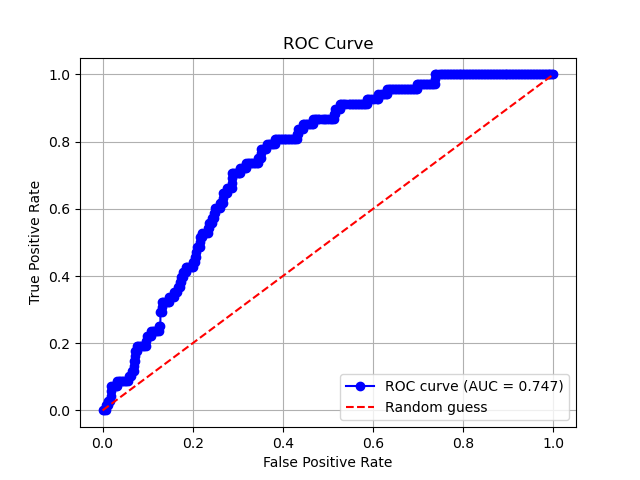 ROC Curve
True Positive Rate
1.0
0.8
0.6
0.4
0.2
0.0
ROC curve (AUC = 0.747)
Random guess
0.0 0.2 0.4 0.6 0.8 1.0
False Positive Rate